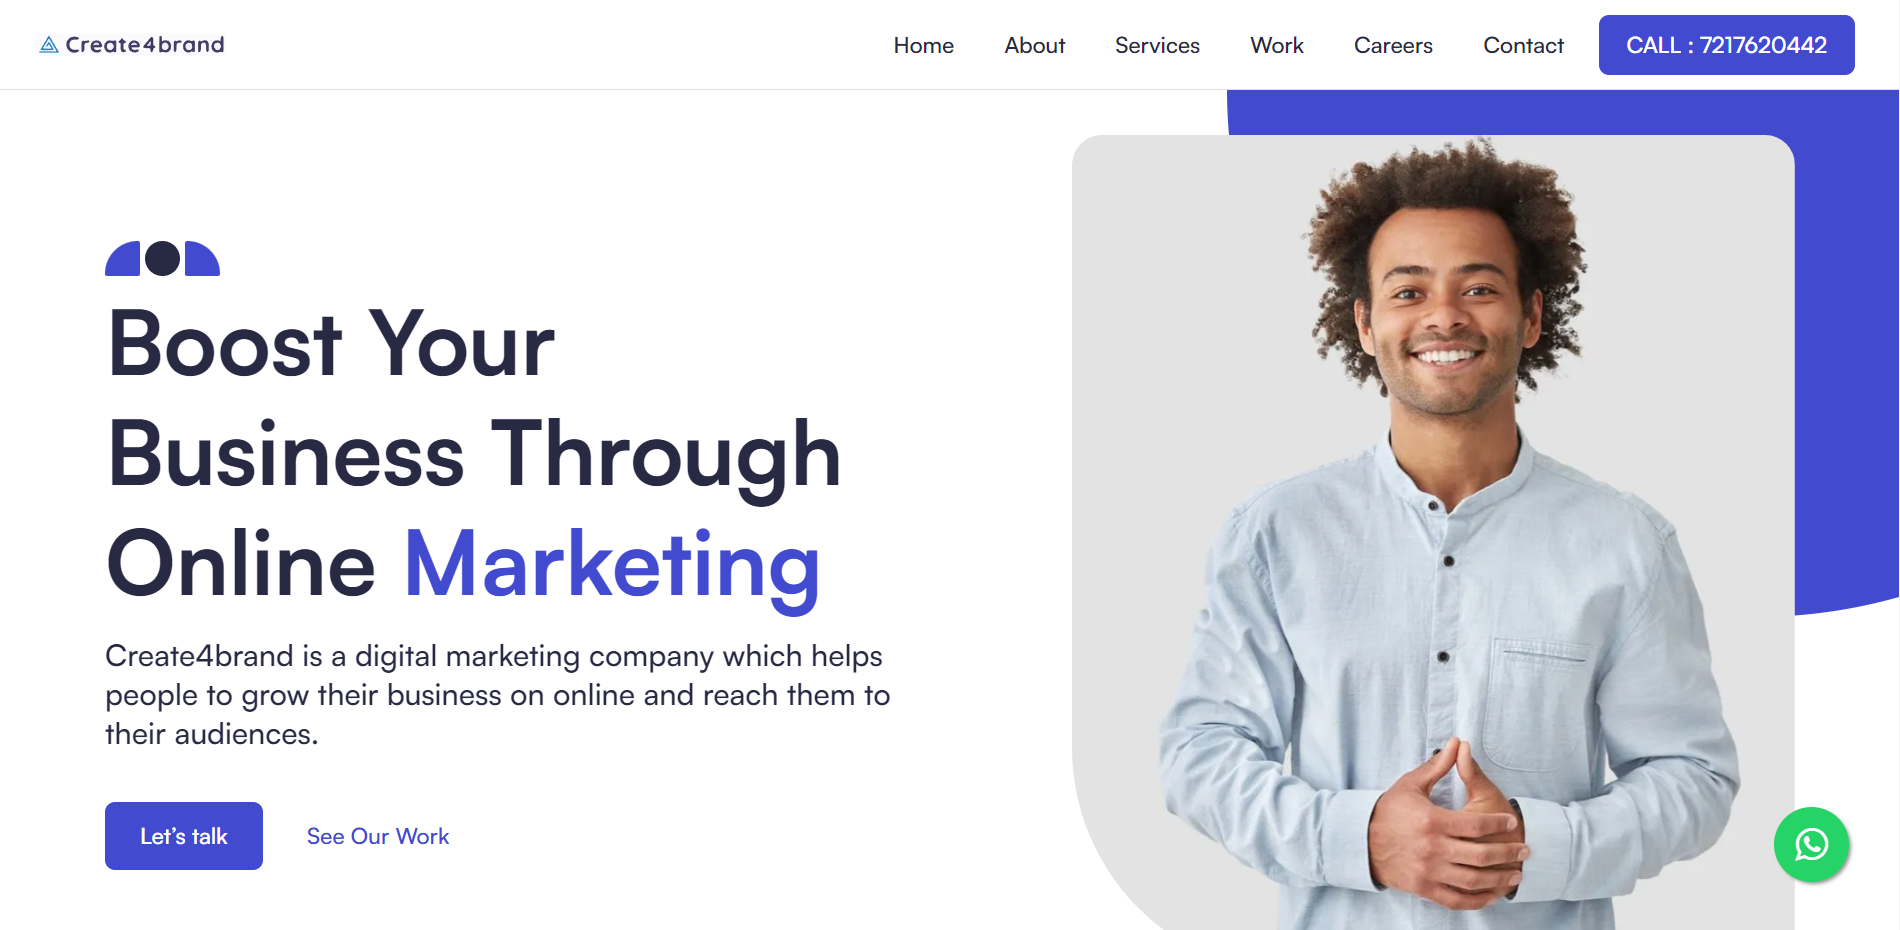 Create4brand
Home About Services Work Careers Contact CALL : 7217620442
Boost Your
Business Through
Online Marketing
Create4brand is a digital marketing company which helps
people to grow their business on online and reach them to
their audiences.
Let's talk See Our Work